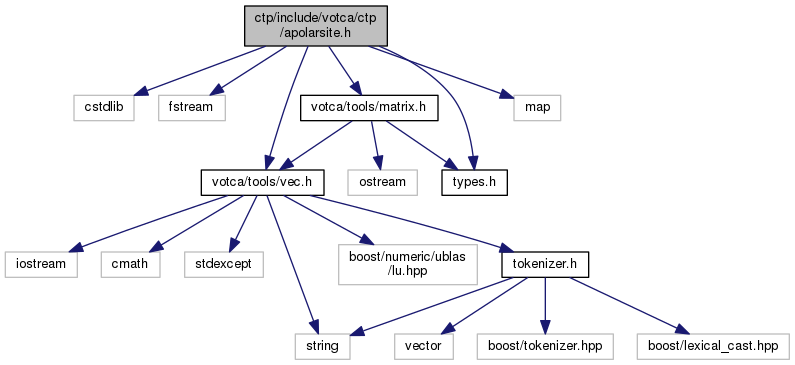 ctp/include/votca/ctp
/apolarsite.h
cstdlib
fstream
votca/tools/matrix.h
map
votca/tools/vec.h
ostream
types.h
iostream
cmath
stdexcept
boost/numeric/ublas
/lu.hpp
tokenizer.h
string
vector
boost/tokenizer.hpp
boost/lexical_cast.hpp